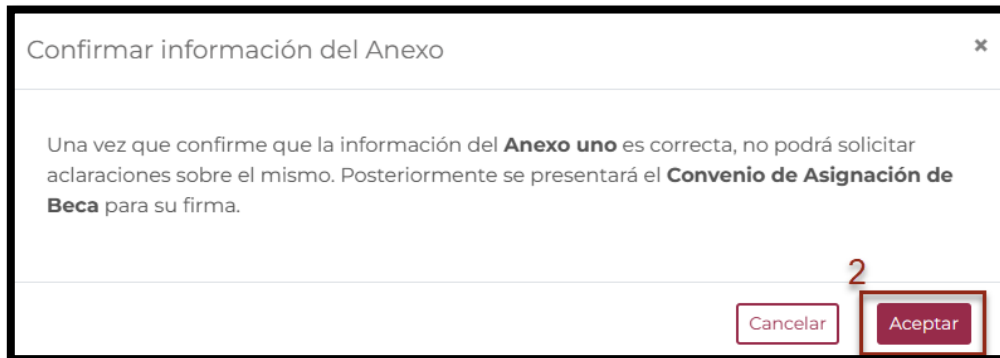 Confirmar información del Anexo ×
Una vez que confirme que la información del Anexo uno es correcta, no podrá solicitar
aclaraciones sobre el mismo. Posteriormente se presentará el Convenio de Asignación de
Beca para su firma.
2
Cancelar Aceptar